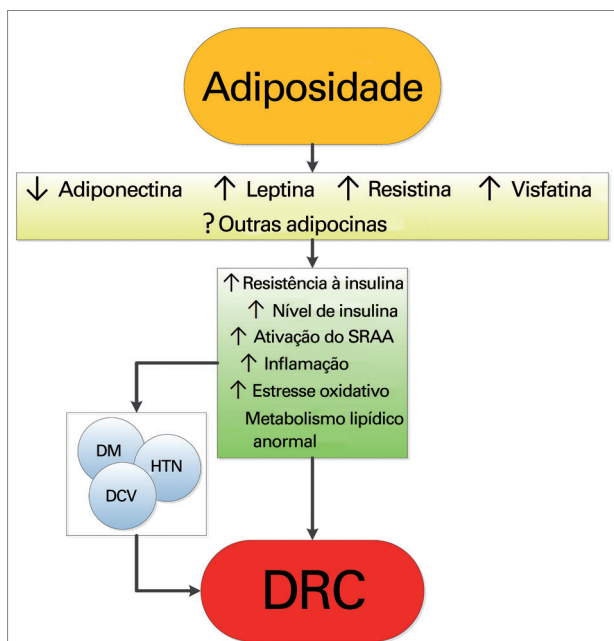 Adiposidade
↓ Adiponectina ↑ Leptina ↑ Resistina ↑ Visfatina
? Outras adipocinas
↑ Resistência à insulina
↑ Nível de insulina
↑ Ativação do SRAA
↑ Inflamação
↑ Estresse oxidativo
Metabolismo lipídico
anormal
DM
HTN
DCV
DRC